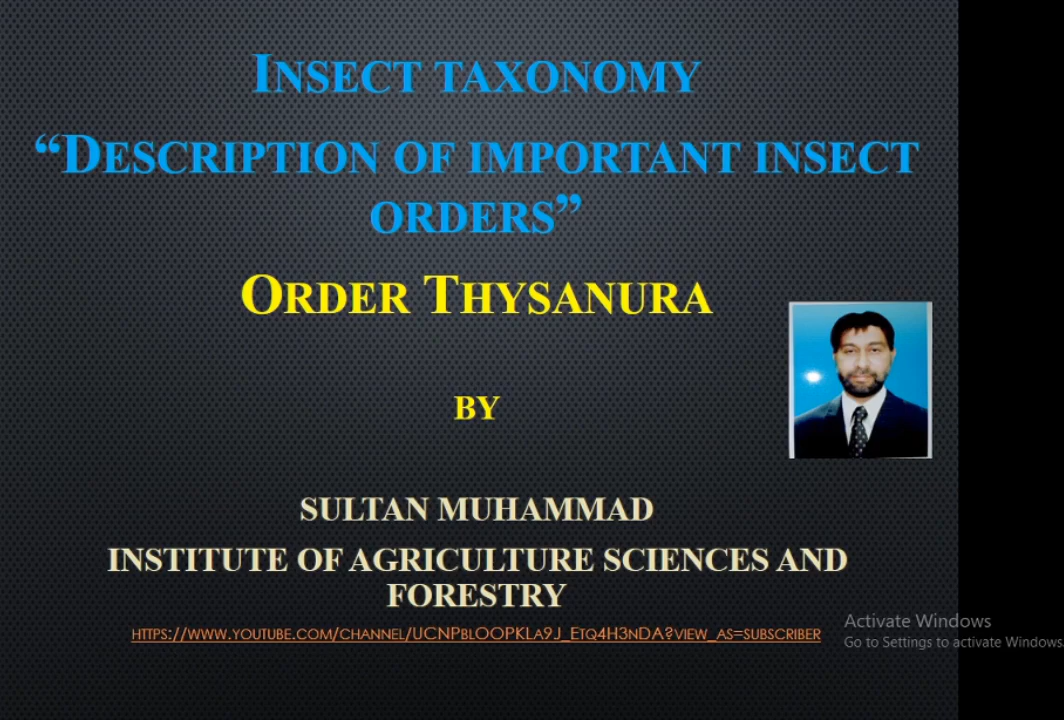 INSECT TAXONOMY
“DESCRIPTION OF IMPORTANT INSECT
ORDERS”
ORDER THYSANURA
BY
SULTAN MUHAMMAD
INSTITUTE OF AGRICULTURE SCIENCES AND
FORESTRY
HTTPS://WWW.YOUTUBE.COM/CHANNEL/UCNPBLOOPKLA9J_ETQ4H3NDA?VIEW_AS=SUBSCRIBER
Activate Windows
Go to Settings to activate Windows.